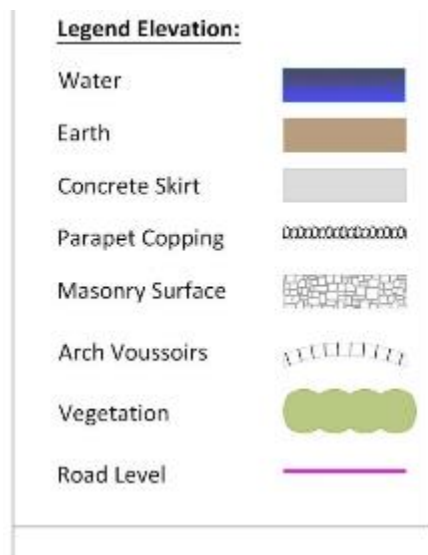 Legend Elevation:
Water
Earth
Concrete Skirt
Parapet Copping
Masonry Surface
Arch Voussoirs
Vegetation
Road Level